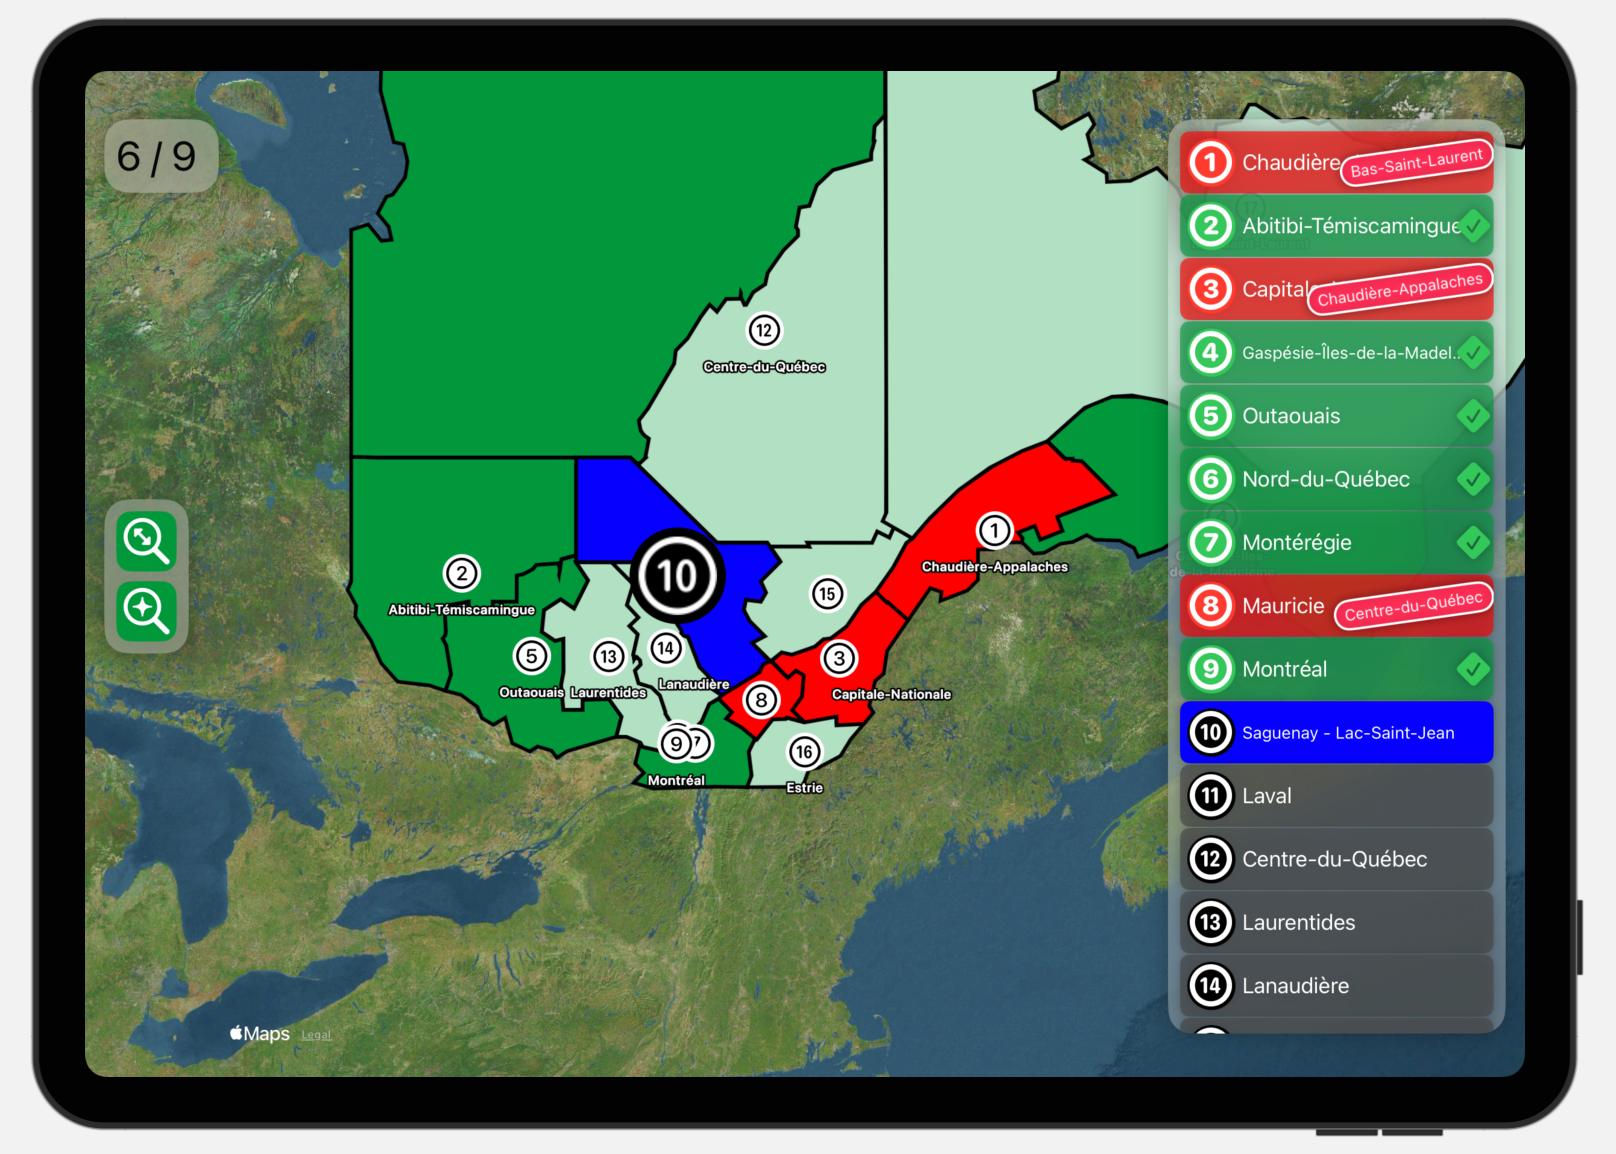 6/9
12
Centre-du-Québec
1
Chaudière-Appalaches
10
2
Abitibi-Témiscamingue
15
5
Outaouais
13
Laurentides
14
Lanaudière
3
Capitale-Nationale
8
9
7
Montréal
16
Estrie
Maps Legal
1 Chaudière Bas-Saint-Laurent
2 Abitibi-Témiscamingue
3 Capital Chaudière-Appalaches
4 Gaspésie-Îles-de-la-Madel...
5 Outaouais
6 Nord-du-Québec
7 Montérégie
8 Mauricie Centre-du-Québec
9 Montréal
10 Saguenay - Lac-Saint-Jean
11 Laval
12 Centre-du-Québec
13 Laurentides
14 Lanaudière